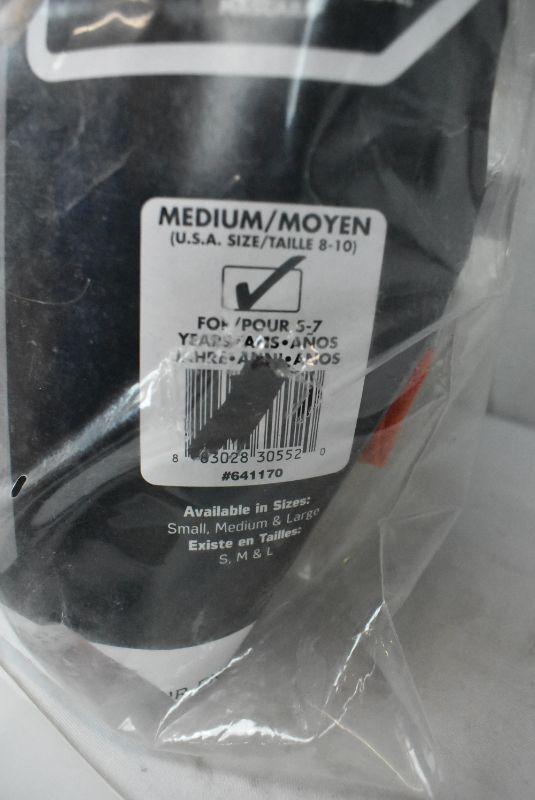 MEDIUM/MOYEN
(U.S.A. SIZE/TAILLE 8-10)
FOR/POUR 5-7
YEARS•ANS•AÑOS
JAHRE•ANNI•AÑOS
8 83028 30552 0
#641170
Available in Sizes:
Small, Medium & Large
Existe en Tailles:
S, M & L